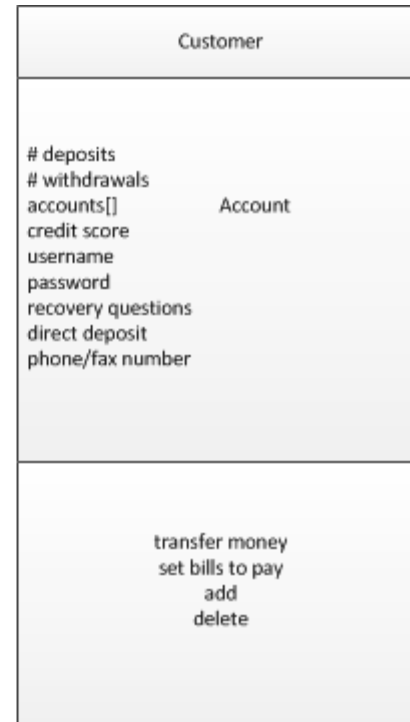 Customer
# deposits
# withdrawals
accounts[] Account
credit score
username
password
recovery questions
direct deposit
phone/fax number
transfer money
set bills to pay
add
delete